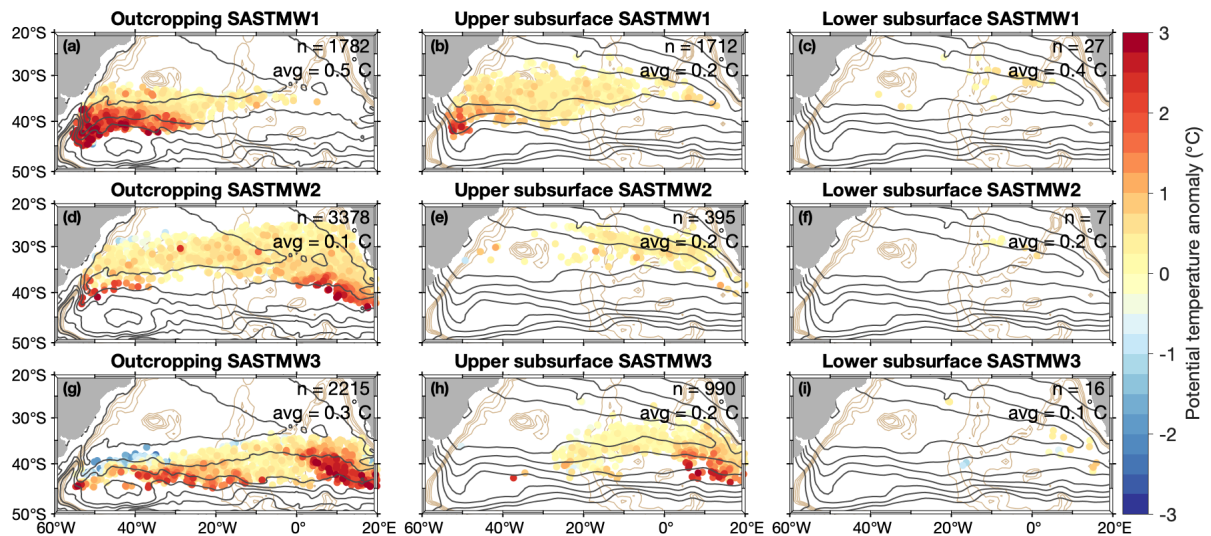 Outcropping SASTMW1
Upper subsurface SASTMW1
Lower subsurface SASTMW1
20°S
30°S
40°S
50°S
(a)
n = 1782
avg = 0.5°C
(b)
n = 1712
avg = 0.2°C
(c)
n = 27
avg = 0.4°C
Outcropping SASTMW2
Upper subsurface SASTMW2
Lower subsurface SASTMW2
20°S
30°S
40°S
50°S
(d)
n = 3378
avg = 0.1°C
(e)
n = 395
avg = 0.2°C
(f)
n = 7
avg = 0.2°C
Outcropping SASTMW3
Upper subsurface SASTMW3
Lower subsurface SASTMW3
20°S
30°S
40°S
50°S
(g)
n = 2215
avg = 0.3°C
(h)
n = 990
avg = 0.2°C
(i)
n = 16
avg = 0.1°C
60°W
40°W
20°W
0°
20°E
60°W
40°W
20°W
0°
20°E
60°W
40°W
20°W
0°
20°E
3
2
1
0
-1
-2
-3
Potential temperature anomaly (°C)